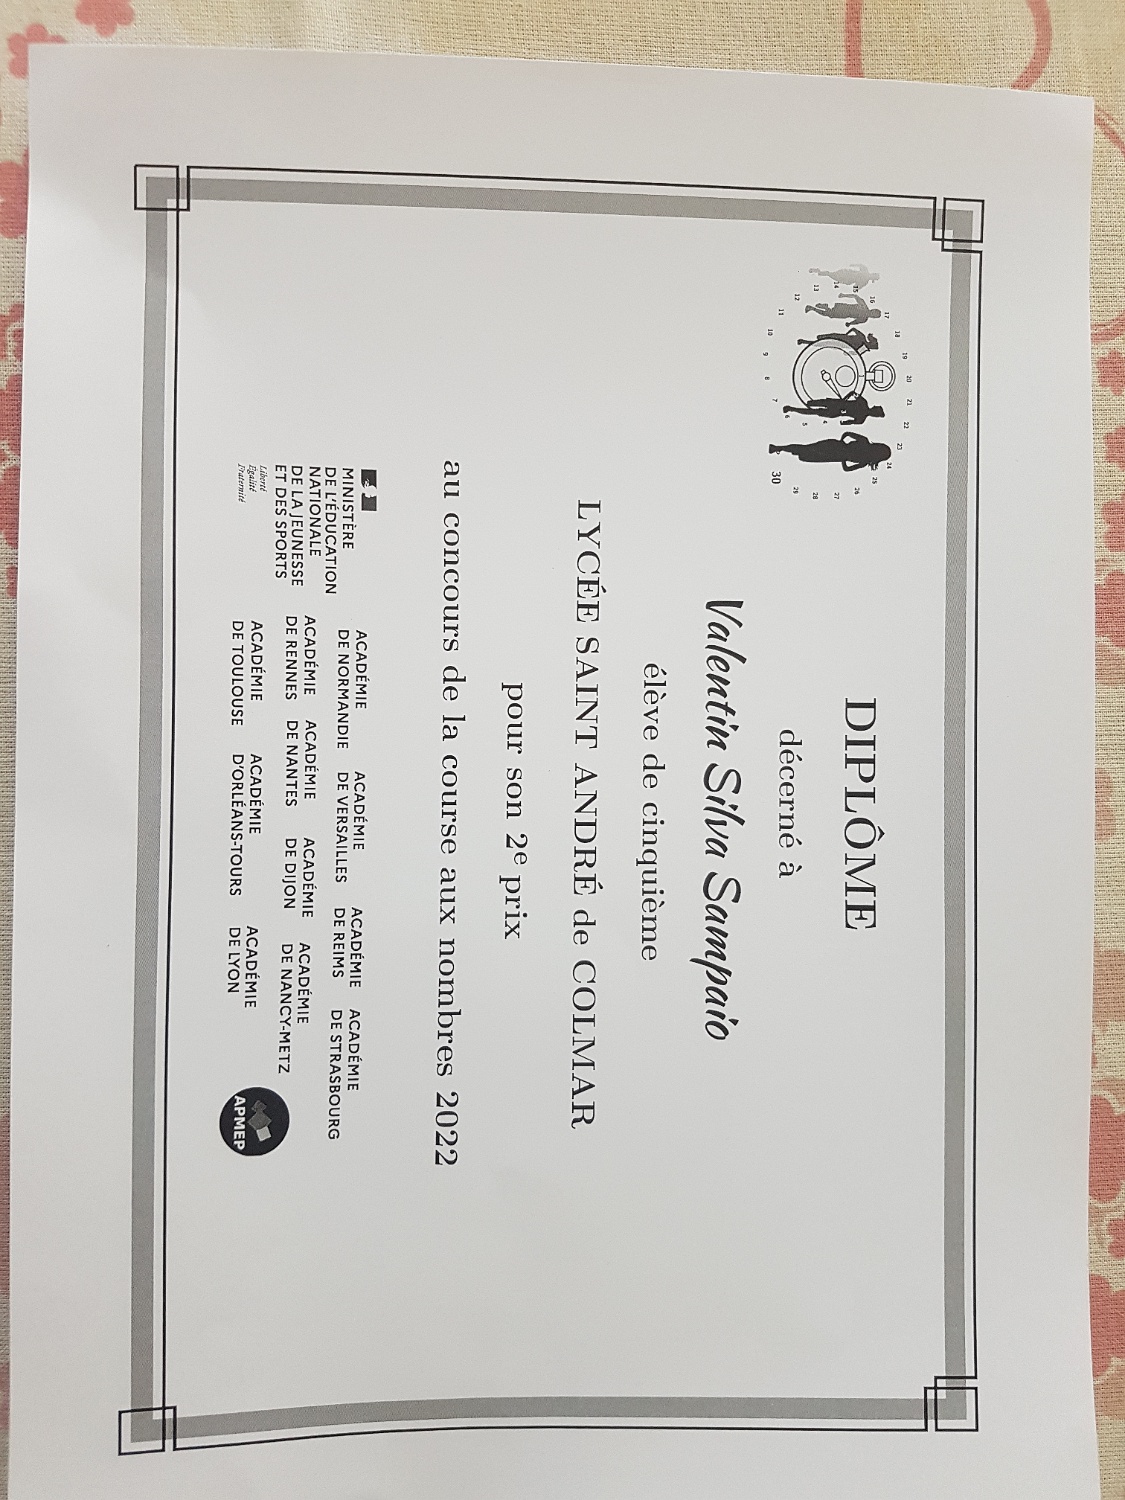 DIPLÔME
décerné à
Valentin Silva Sampaio
élève de cinquième
LYCÉE SAINT ANDRÉ de COLMAR
pour son 2e prix
au concours de la course aux nombres 2022
MINISTÈRE
DE L'ÉDUCATION
NATIONALE
DE LA JEUNESSE
ET DES SPORTS
Liberté
Égalité
Fraternité
ACADÉMIE DE NORMANDIE
ACADÉMIE DE VERSAILLES
ACADÉMIE DE REIMS
ACADÉMIE DE STRASBOURG
ACADÉMIE DE RENNES
ACADÉMIE DE NANTES
ACADÉMIE DE DIJON
ACADÉMIE DE NANCY-METZ
ACADÉMIE DE TOULOUSE
ACADÉMIE D'ORLÉANS-TOURS
ACADÉMIE DE LYON
APMEP